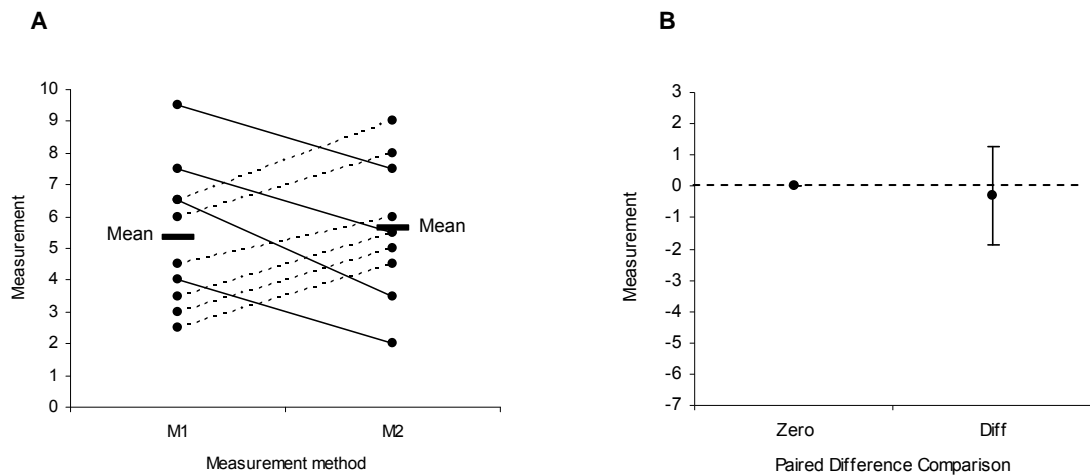 A
10
9
8
7
6
5
4
3
2
1
0
Measurement
Mean
Mean
M1
M2
Measurement method
B
3
2
1
0
-1
-2
-3
-4
-5
-6
-7
Measurement
Zero
Diff
Paired Difference Comparison